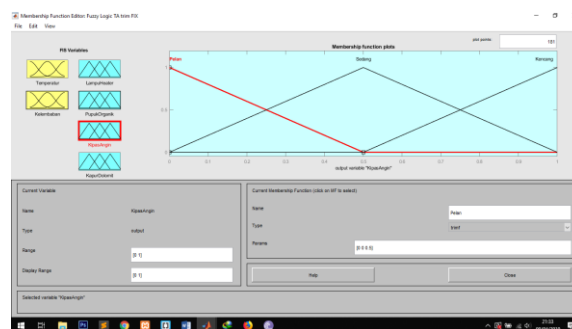 Membership Function Editor: Fuzzy Logic TA trim FIX
File Edit View
FIS Variables
Membership function plots
plot points:
181
Temperatur
LampuHeater
Kelembaban
PupukOrganik
KipasAngin
KapurDolomit
Pelan
Sedang
Kencang
1
0.5
0
0 0.1 0.2 0.3 0.4 0.5 0.6 0.7 0.8 0.9 1
output variable "KipasAngin"
Current Variable
Name
KipasAngin
Type
output
Range
[0 1]
Display Range
[0 1]
Current Membership Function (click on MF to select)
Name
Pelan
Type
trimf
Params
[0 0 0.5]
Help
Close
Selected variable "KipasAngin"
21:03